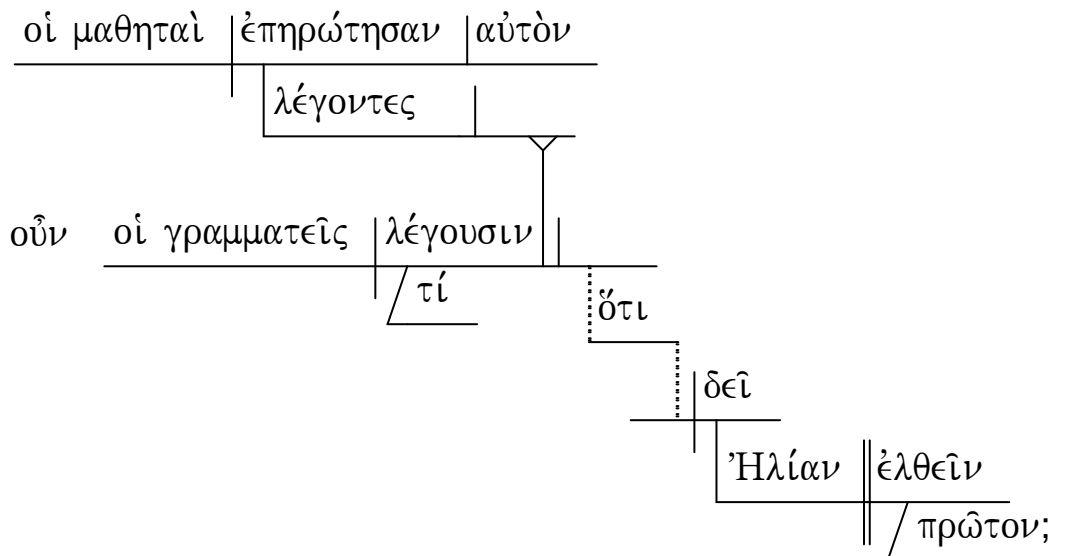 οἱ μαθηταὶ ἐπηρώτησαν αὐτὸν
λέγοντες
οὖν οἱ γραμματεῖς λέγουσιν
τί
ὅτι
δεῖ
Ἠλίαν ἐλθεῖν
πρῶτον;